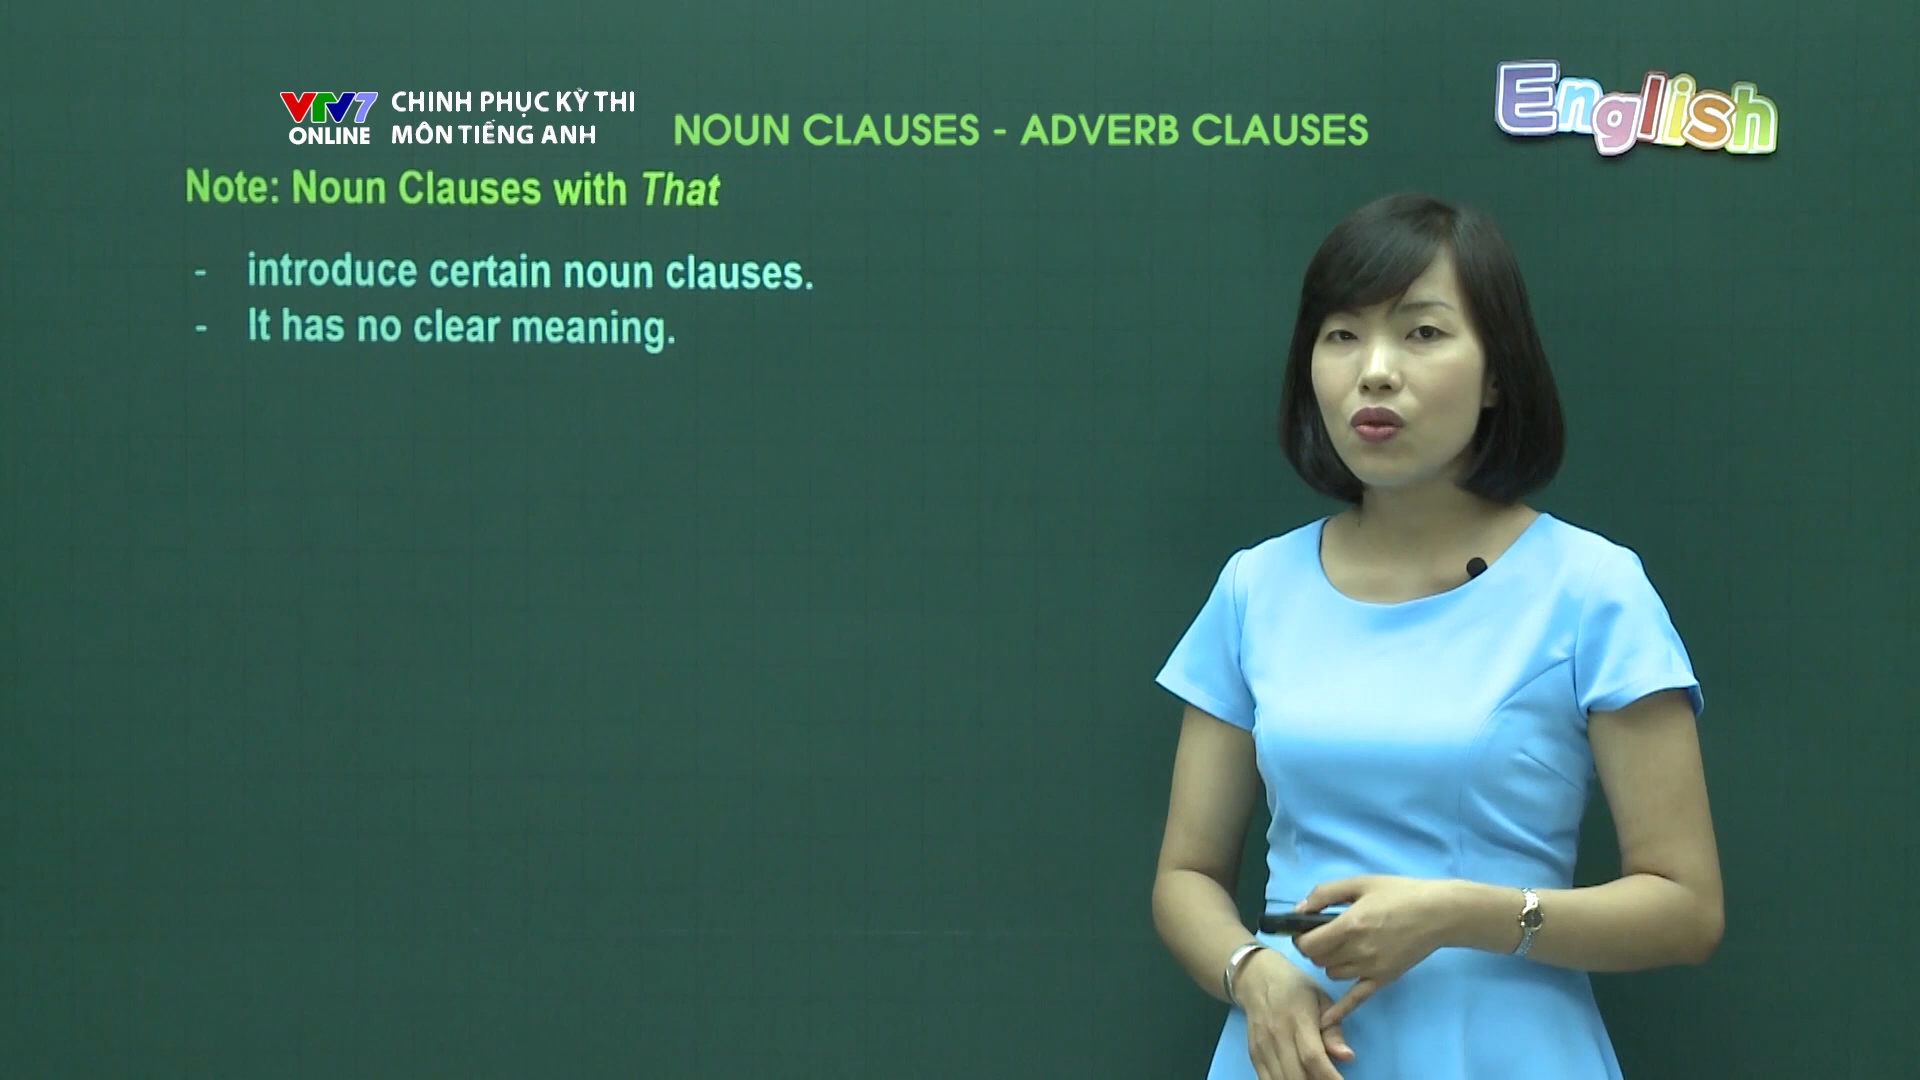 VTV7 CHINH PHỤC KỲ THI
ONLINE MÔN TIẾNG ANH
NOUN CLAUSES - ADVERB CLAUSES
English
Note: Noun Clauses with That
- introduce certain noun clauses.
- It has no clear meaning.